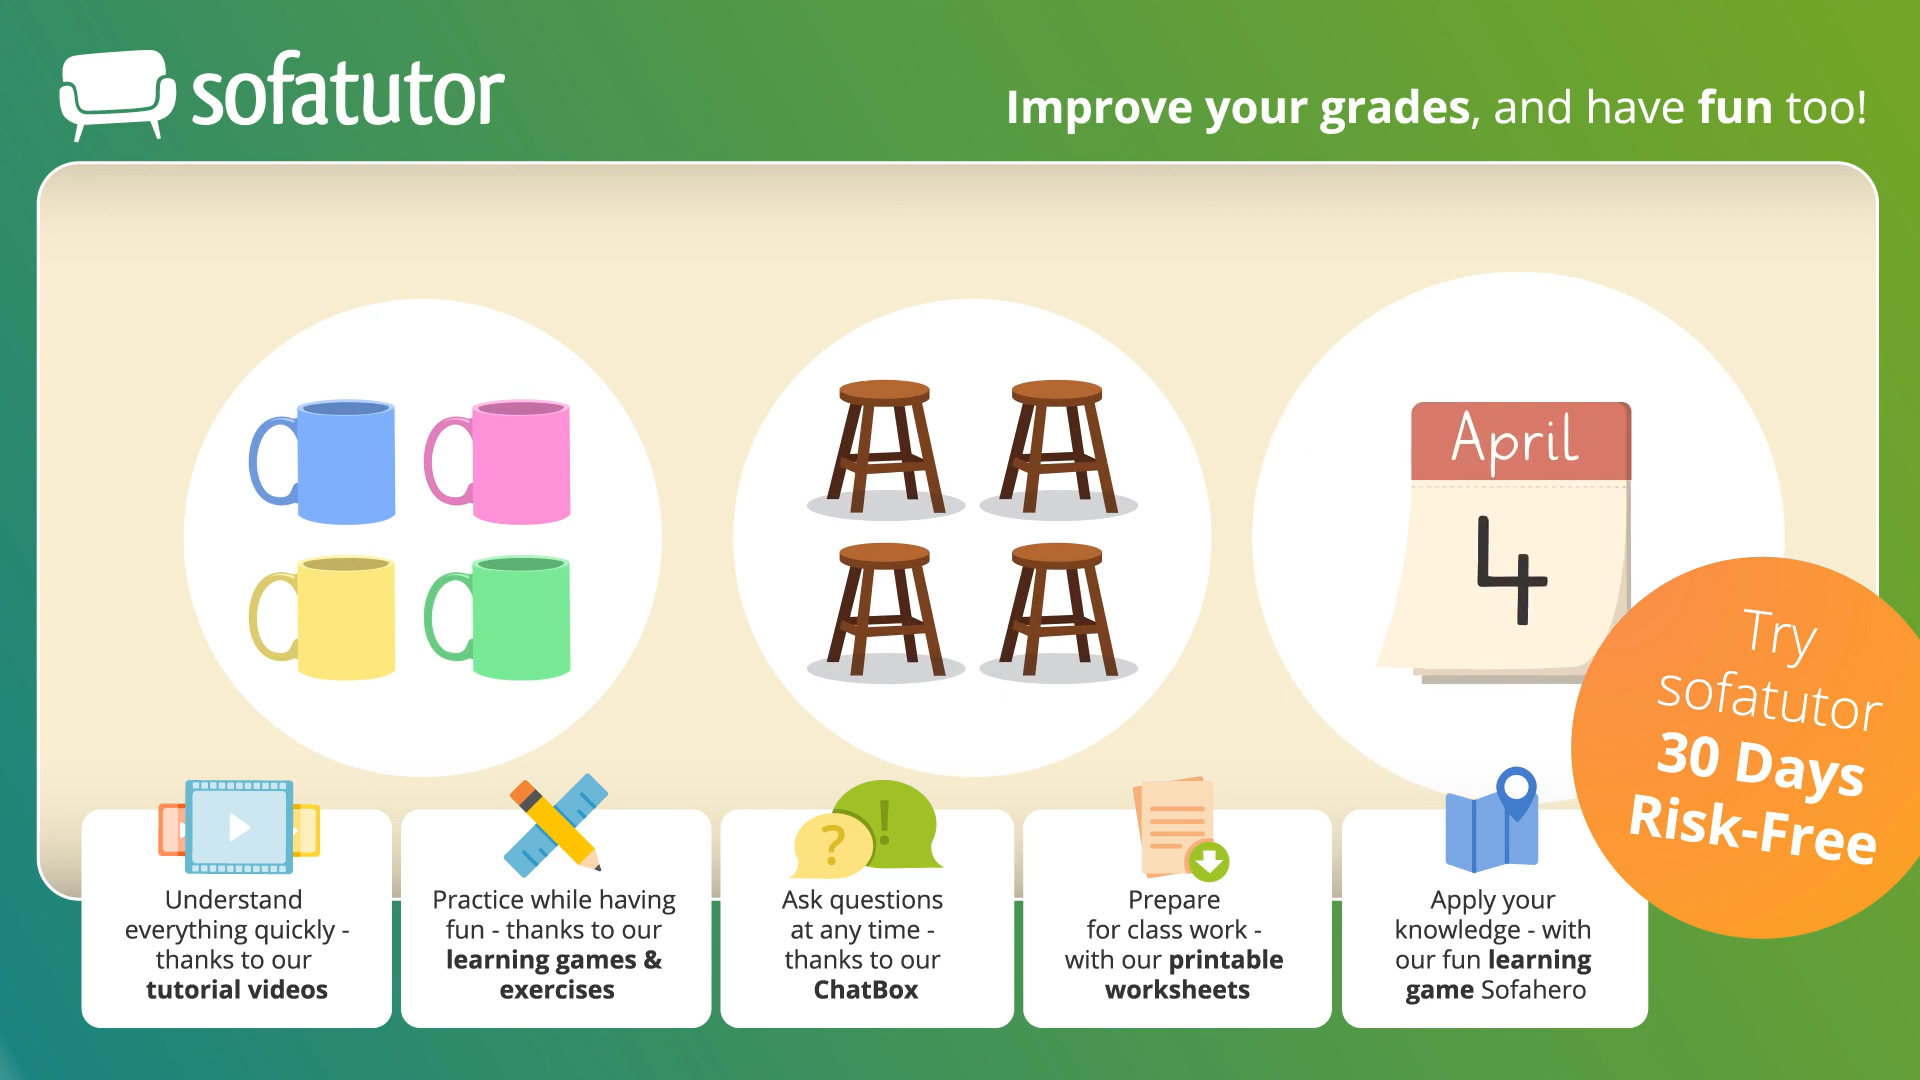 sofatutor
Improve your grades, and have fun too!
April
4
Try
sofatutor
30 Days
Risk-Free
Understand
everything quickly -
thanks to our
tutorial videos
Practice while having
fun - thanks to our
learning games &
exercises
?
!
Ask questions
at any time -
thanks to our
ChatBox
Prepare
for class work -
with our printable
worksheets
Apply your
knowledge - with
our fun learning
game Sofahero